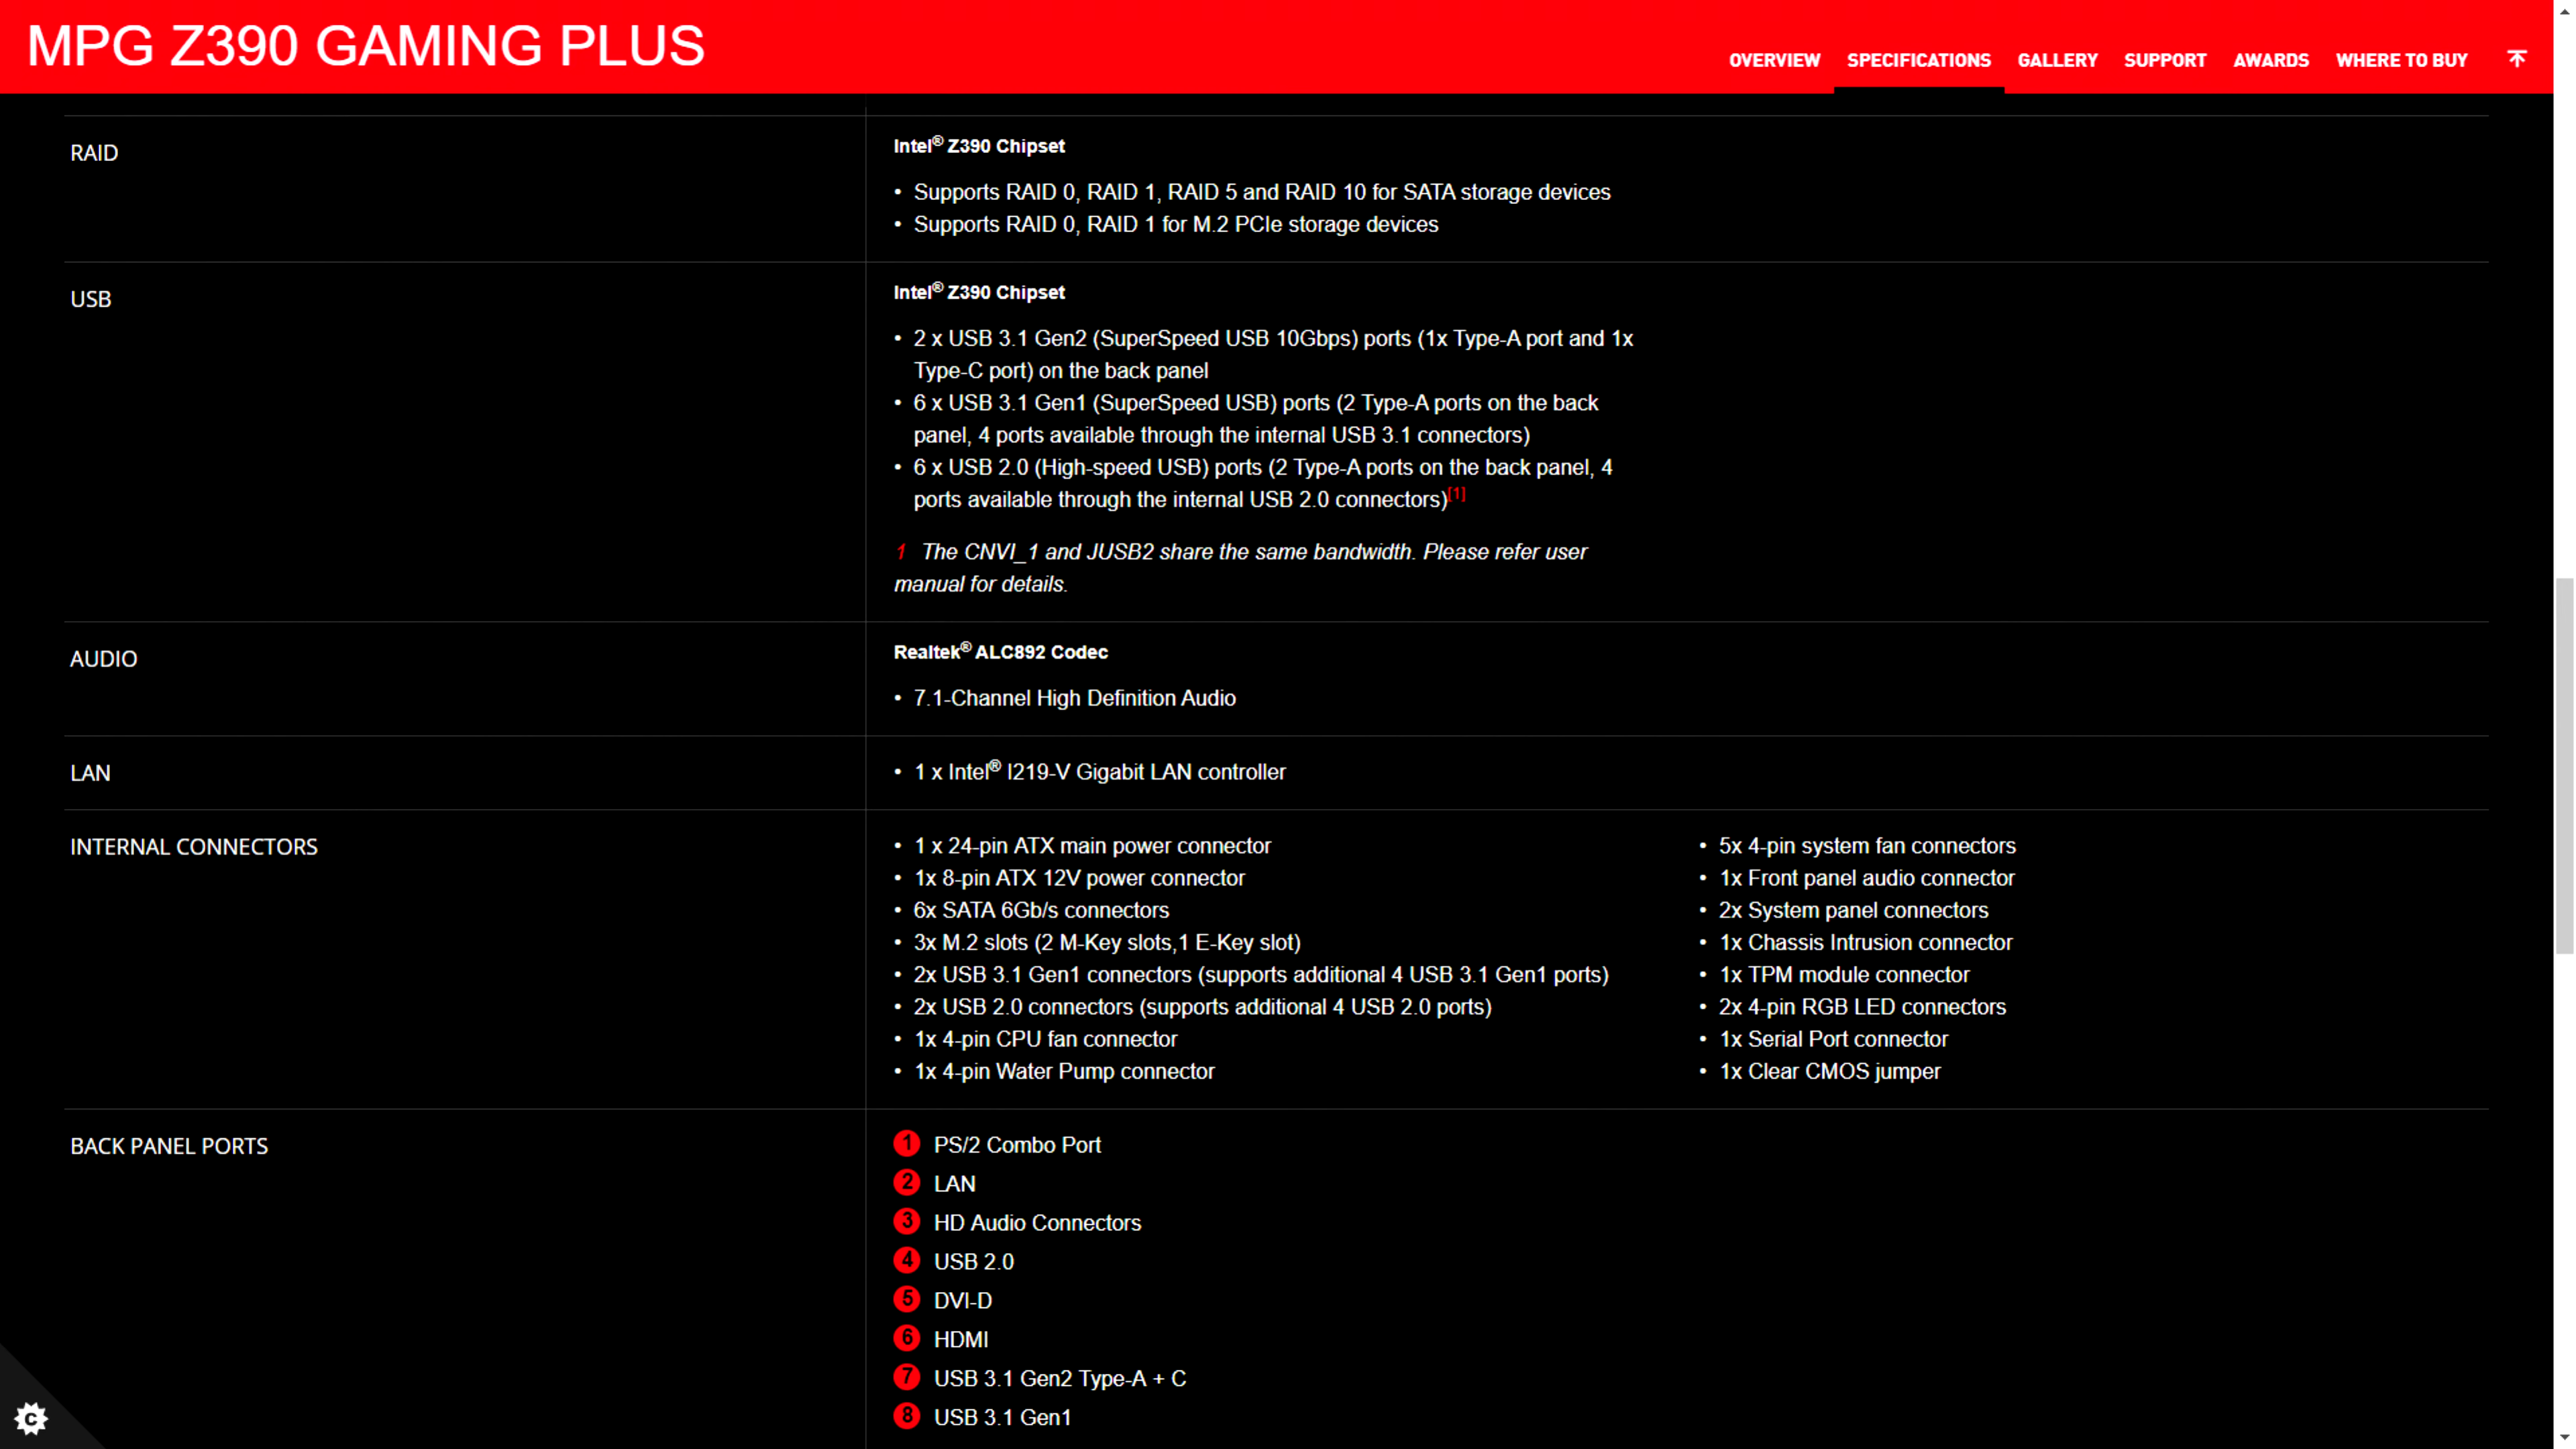 MPG Z390 GAMING PLUS
OVERVIEW SPECIFICATIONS GALLERY SUPPORT AWARDS WHERE TO BUY
RAID
Intel® Z390 Chipset
• Supports RAID 0, RAID 1, RAID 5 and RAID 10 for SATA storage devices
• Supports RAID 0, RAID 1 for M.2 PCIe storage devices
USB
Intel® Z390 Chipset
• 2 x USB 3.1 Gen2 (SuperSpeed USB 10Gbps) ports (1x Type-A port and 1x
Type-C port) on the back panel
• 6 x USB 3.1 Gen1 (SuperSpeed USB) ports (2 Type-A ports on the back
panel, 4 ports available through the internal USB 3.1 connectors)
• 6 x USB 2.0 (High-speed USB) ports (2 Type-A ports on the back panel, 4
ports available through the internal USB 2.0 connectors)[1]
1 The CNVI_1 and JUSB2 share the same bandwidth. Please refer user
manual for details.
AUDIO
Realtek® ALC892 Codec
• 7.1-Channel High Definition Audio
LAN
• 1 x Intel® I219-V Gigabit LAN controller
INTERNAL CONNECTORS
• 1 x 24-pin ATX main power connector
• 1x 8-pin ATX 12V power connector
• 6x SATA 6Gb/s connectors
• 3x M.2 slots (2 M-Key slots,1 E-Key slot)
• 2x USB 3.1 Gen1 connectors (supports additional 4 USB 3.1 Gen1 ports)
• 2x USB 2.0 connectors (supports additional 4 USB 2.0 ports)
• 1x 4-pin CPU fan connector
• 1x 4-pin Water Pump connector
• 5x 4-pin system fan connectors
• 1x Front panel audio connector
• 2x System panel connectors
• 1x Chassis Intrusion connector
• 1x TPM module connector
• 2x 4-pin RGB LED connectors
• 1x Serial Port connector
• 1x Clear CMOS jumper
BACK PANEL PORTS
1 PS/2 Combo Port
2 LAN
3 HD Audio Connectors
4 USB 2.0
5 DVI-D
6 HDMI
7 USB 3.1 Gen2 Type-A + C
8 USB 3.1 Gen1
C